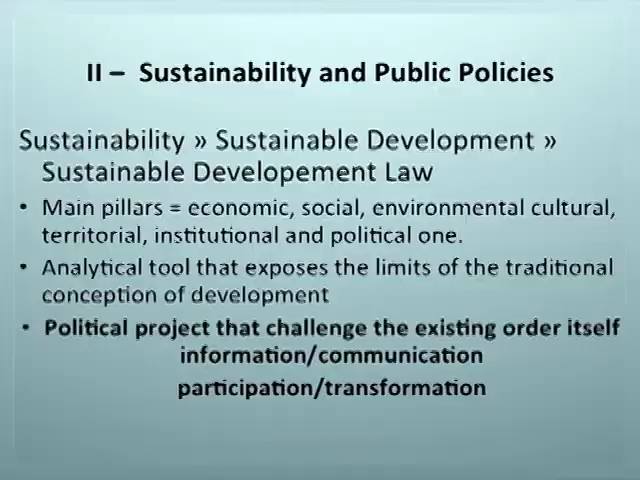 II – Sustainability and Public Policies
Sustainability » Sustainable Development »
Sustainable Developement Law
• Main pillars = economic, social, environmental cultural,
territorial, institutional and political one.
• Analytical tool that exposes the limits of the traditional
conception of development
• Political project that challenge the existing order itself
information/communication
participation/transformation